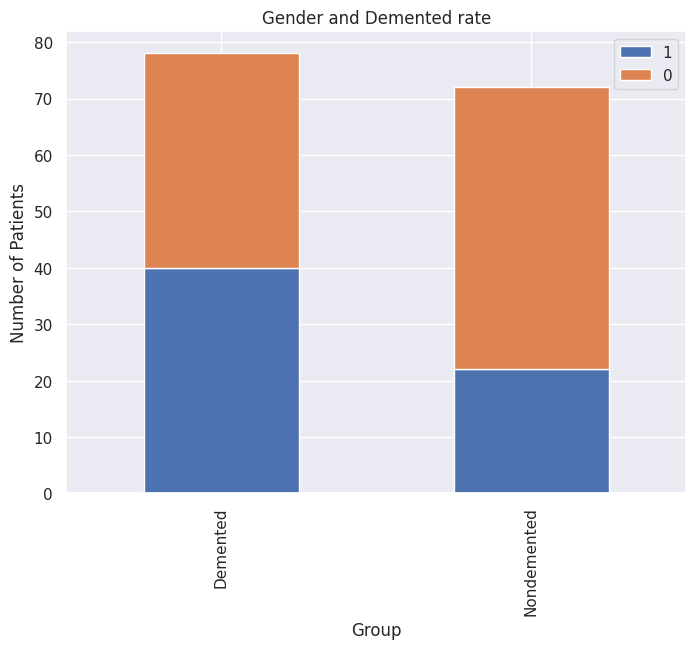 Gender and Demented rate
1
0
80
70
60
50
40
30
20
10
0
Number of Patients
Demented
Nondemented
Group